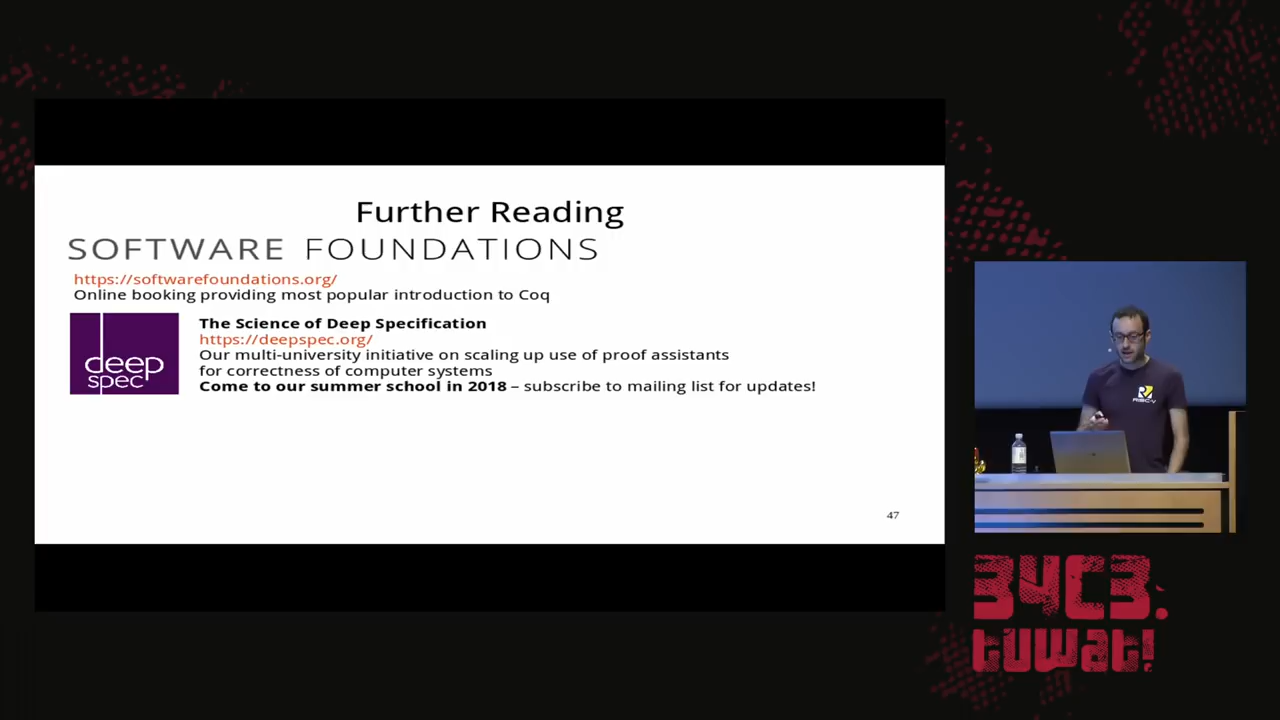 Further Reading
SOFTWARE FOUNDATIONS
https://softwarefoundations.org/
Online booking providing most popular introduction to Coq
deep
spec
The Science of Deep Specification
https://deepspec.org/
Our multi-university initiative on scaling up use of proof assistants
for correctness of computer systems
Come to our summer school in 2018 – subscribe to mailing list for updates!
47
RISC-V
34C3.
tuwat!